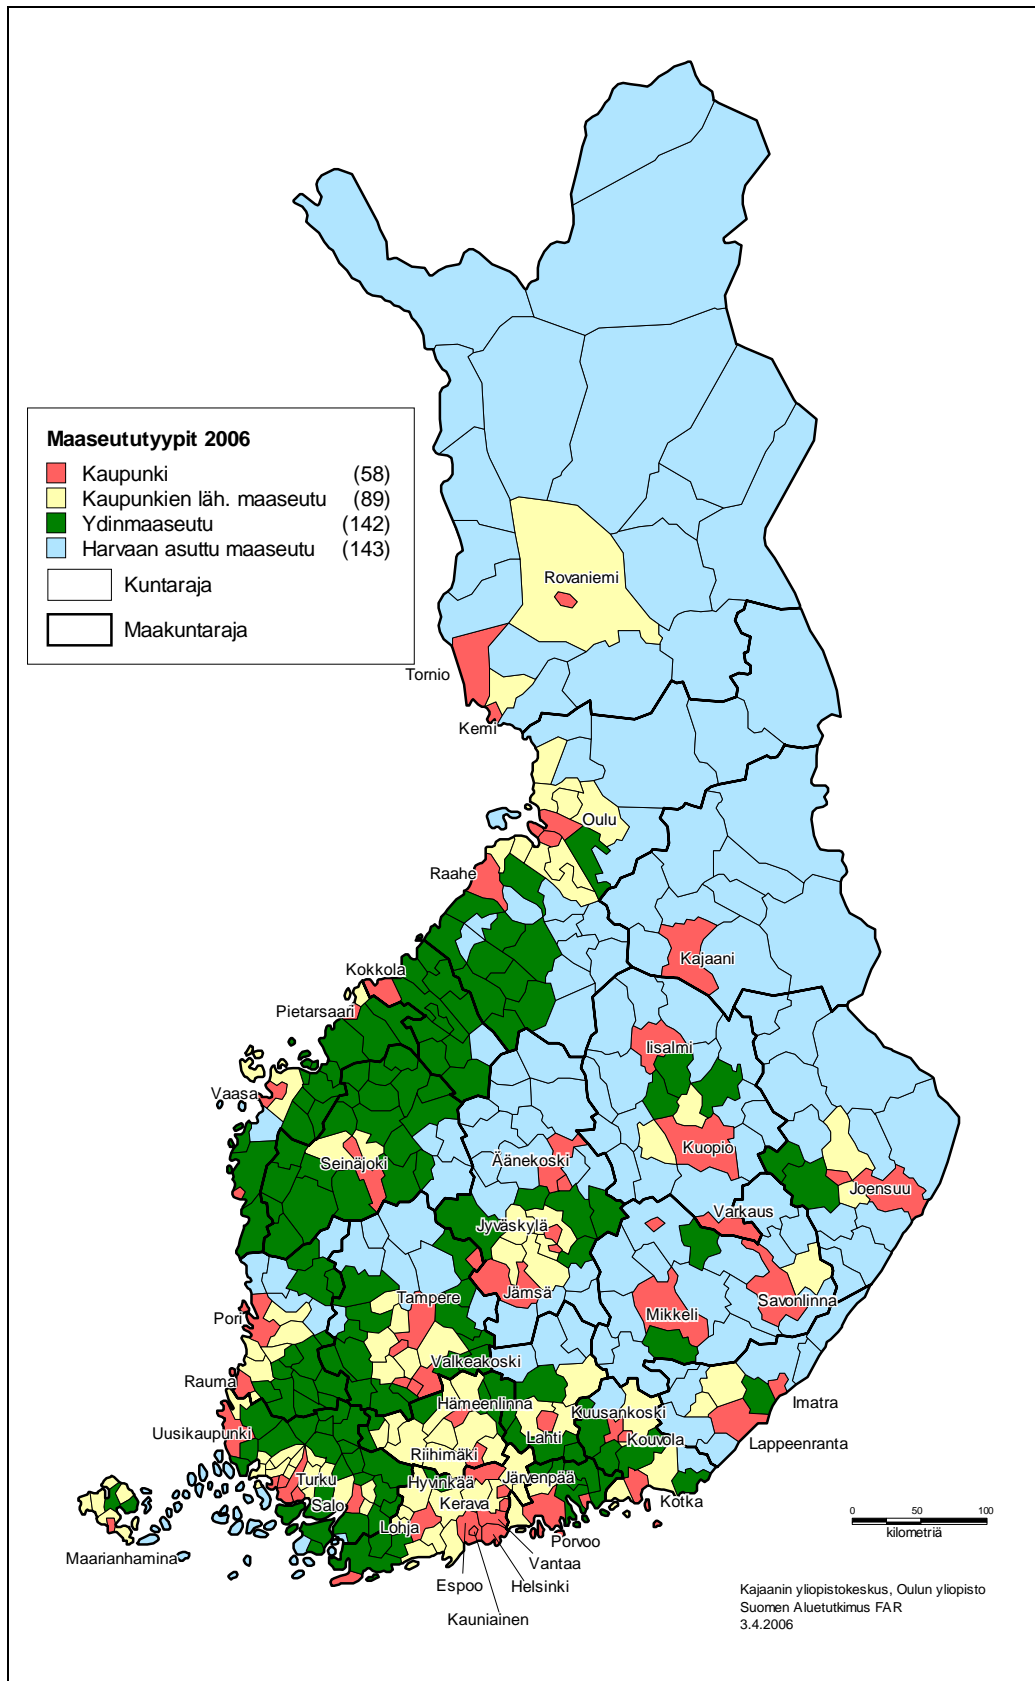 Maaseututyypit 2006
Kaupunki (58)
Kaupunkien läh. maaseutu (89)
Ydinmaaseutu (142)
Harvaan asuttu maaseutu (143)
Kuntaraja
Maakuntaraja
Rovaniemi
Tornio
Kemi
Oulu
Raahe
Kajaani
Kokkola
Pietarsaari
Iisalmi
Vaasa
Kuopio
Seinäjoki
Äänekoski
Joensuu
Varkaus
Jyväskylä
Jämsä
Savonlinna
Tampere
Mikkeli
Pori
Valkeakoski
Rauma
Hämeenlinna
Imatra
Kuusankoski
Uusikaupunki
Lahti
Kouvola
Lappeenranta
Riihimäki
Turku
Hyvinkää
Järvenpää
Salo
Kerava
Kotka
Lohja
Porvoo
Maarianhamina
Vantaa
Espoo
Helsinki
Kauniainen
0 50 100
kilometriä
Kajaanin yliopistokeskus, Oulun yliopisto
Suomen Aluetutkimus FAR
3.4.2006